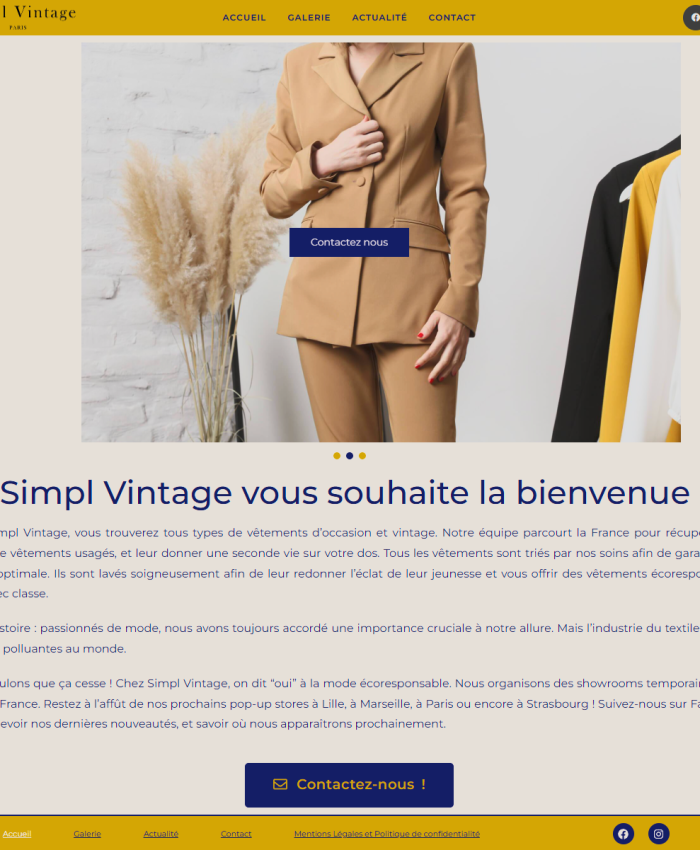 l Vintage
PARIS
ACCUEIL GALERIE ACTUALITÉ CONTACT
Contactez nous
Simpl Vintage vous souhaite la bienvenue
mpl Vintage, vous trouverez tous types de vêtements d'occasion et vintage. Notre équipe parcourt la France pour récup
e vêtements usagés, et leur donner une seconde vie sur votre dos. Tous les vêtements sont triés par nos soins afin de gara
optimale. Ils sont lavés soigneusement afin de leur redonner l'éclat de leur jeunesse et vous offrir des vêtements écorespo
ec classe.
stoire : passionnés de mode, nous avons toujours accordé une importance cruciale à notre allure. Mais l'industrie du textile
polluantes au monde.
ulons que ça cesse ! Chez Simpl Vintage, on dit “oui” à la mode écoresponsable. Nous organisons des showrooms temporai
France. Restez à l'affût de nos prochains pop-up stores à Lille, à Marseille, à Paris ou encore à Strasbourg ! Suivez-nous sur Fa
evoir nos dernières nouveautés, et savoir où nous apparaîtrons prochainement.
Contactez-nous !
Accueil Galerie Actualité Contact Mentions Légales et Politique de confidentialité